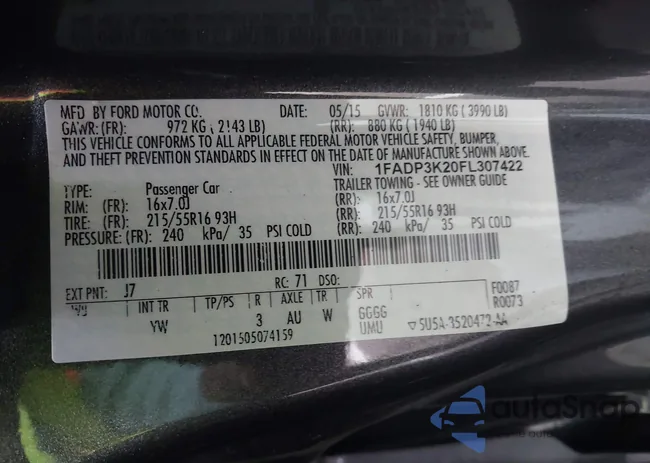 MFD BY FORD MOTOR CO. DATE: 05/15 GVWR: 1810 KG ( 3990 LB)
GAWR: (FR): 972 KG ( 2143 LB) (RR): 880 KG ( 1940 LB)
THIS VEHICLE CONFORMS TO ALL APPLICABLE FEDERAL MOTOR VEHICLE SAFETY, BUMPER,
AND THEFT PREVENTION STANDARDS IN EFFECT ON THE DATE OF MANUFACTURE SHOWN ABOVE.
VIN: 1FADP3K20FL307422
TYPE: Passenger Car TRAILER TOWING - SEE OWNER GUIDE
RIM: (FR): 16x7.0J (RR): 16x7.0J
TIRE: (FR): 215/55R16 93H (RR): 215/55R16 93H
PRESSURE: (FR): 240 kPa/ 35 PSI COLD (RR): 240 kPa/ 35 PSI COLD
EXT PNT: J7 RC: 71 DSO: F0087
INT TR TP/PS R AXLE TR SPR R0073
YW 3 AU W GGGG
UMU ▽ 5U5A-3520472-AA
1201505074159
autoSnap